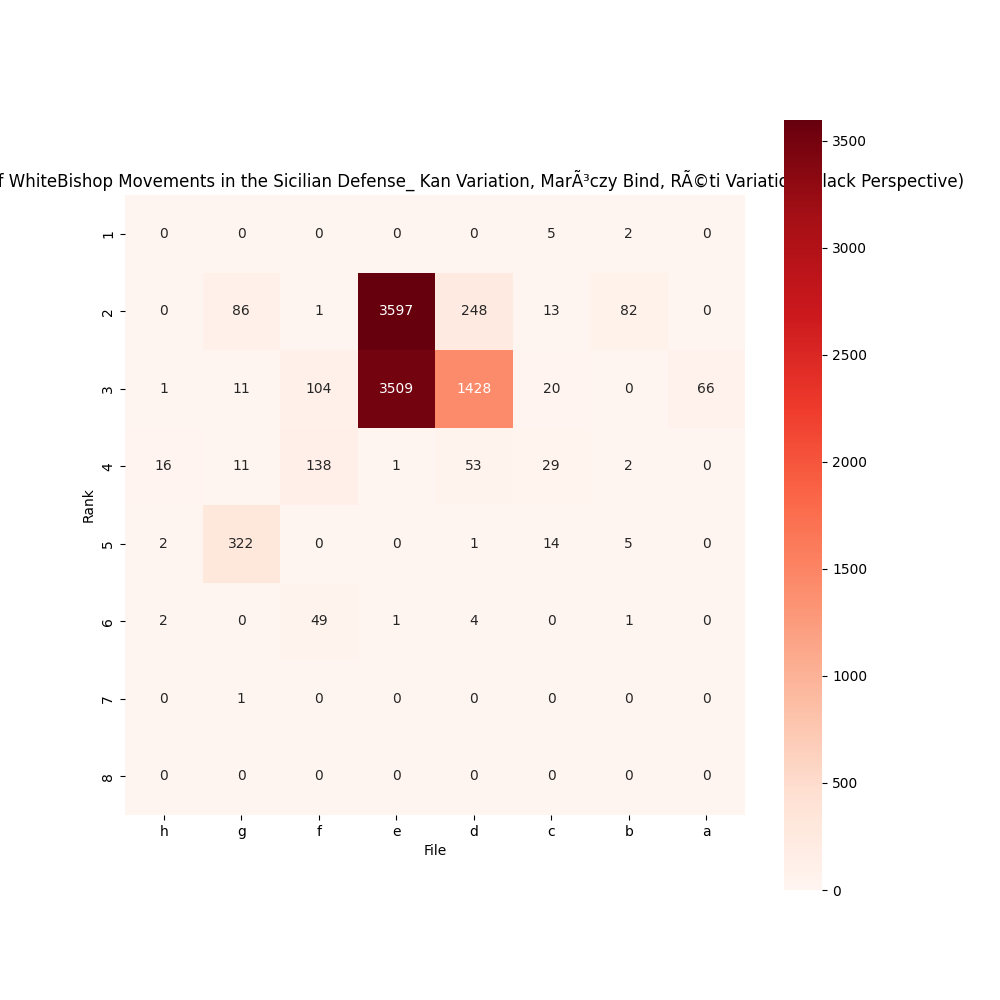 f WhiteBishop Movements in the Sicilian Defense_ Kan Variation, MarÃ³czy Bind, RÃ©ti Variatio lack Perspective)
3500
3000
2500
2000
1500
1000
500
0
1 0 0 0 0 0 5 2 0
2 0 86 1 3597 248 13 82 0
3 1 11 104 3509 1428 20 0 66
4 16 11 138 1 53 29 2 0
5 2 322 0 0 1 14 5 0
6 2 0 49 1 4 0 1 0
7 0 1 0 0 0 0 0 0
8 0 0 0 0 0 0 0 0
Rank
h g f e d c b a
File